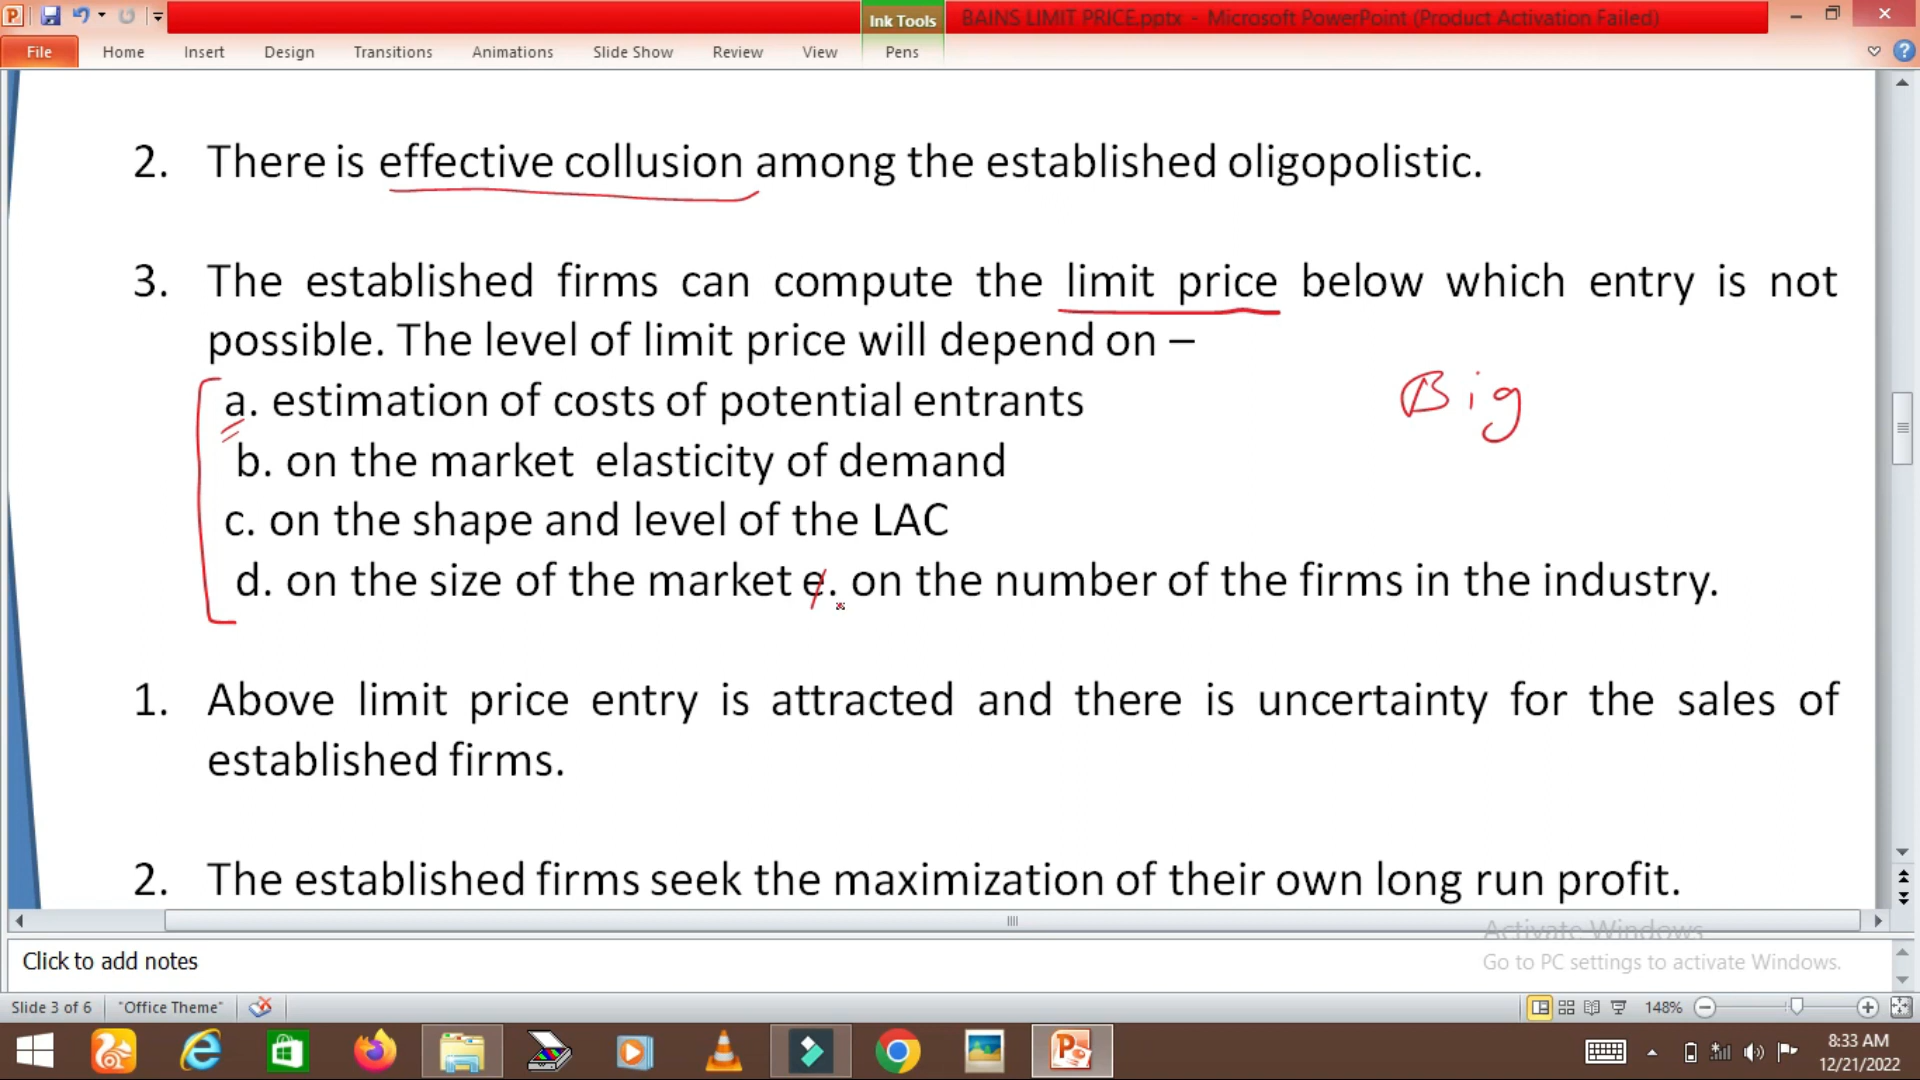 Ink Tools
BAINS LIMIT PRICE.pptx - Microsoft PowerPoint (Product Activation Failed)
File Home Insert Design Transitions Animations Slide Show Review View Pens
2. There is effective collusion among the established oligopolistic.
3. The established firms can compute the limit price below which entry is not
possible. The level of limit price will depend on –
a. estimation of costs of potential entrants
Big
b. on the market elasticity of demand
c. on the shape and level of the LAC
d. on the size of the market e. on the number of the firms in the industry.
1. Above limit price entry is attracted and there is uncertainty for the sales of
established firms.
2. The established firms seek the maximization of their own long run profit.
Activate Windows
Click to add notes
Go to PC settings to activate Windows.
Slide 3 of 6 "Office Theme" 148%
8:33 AM
12/21/2022